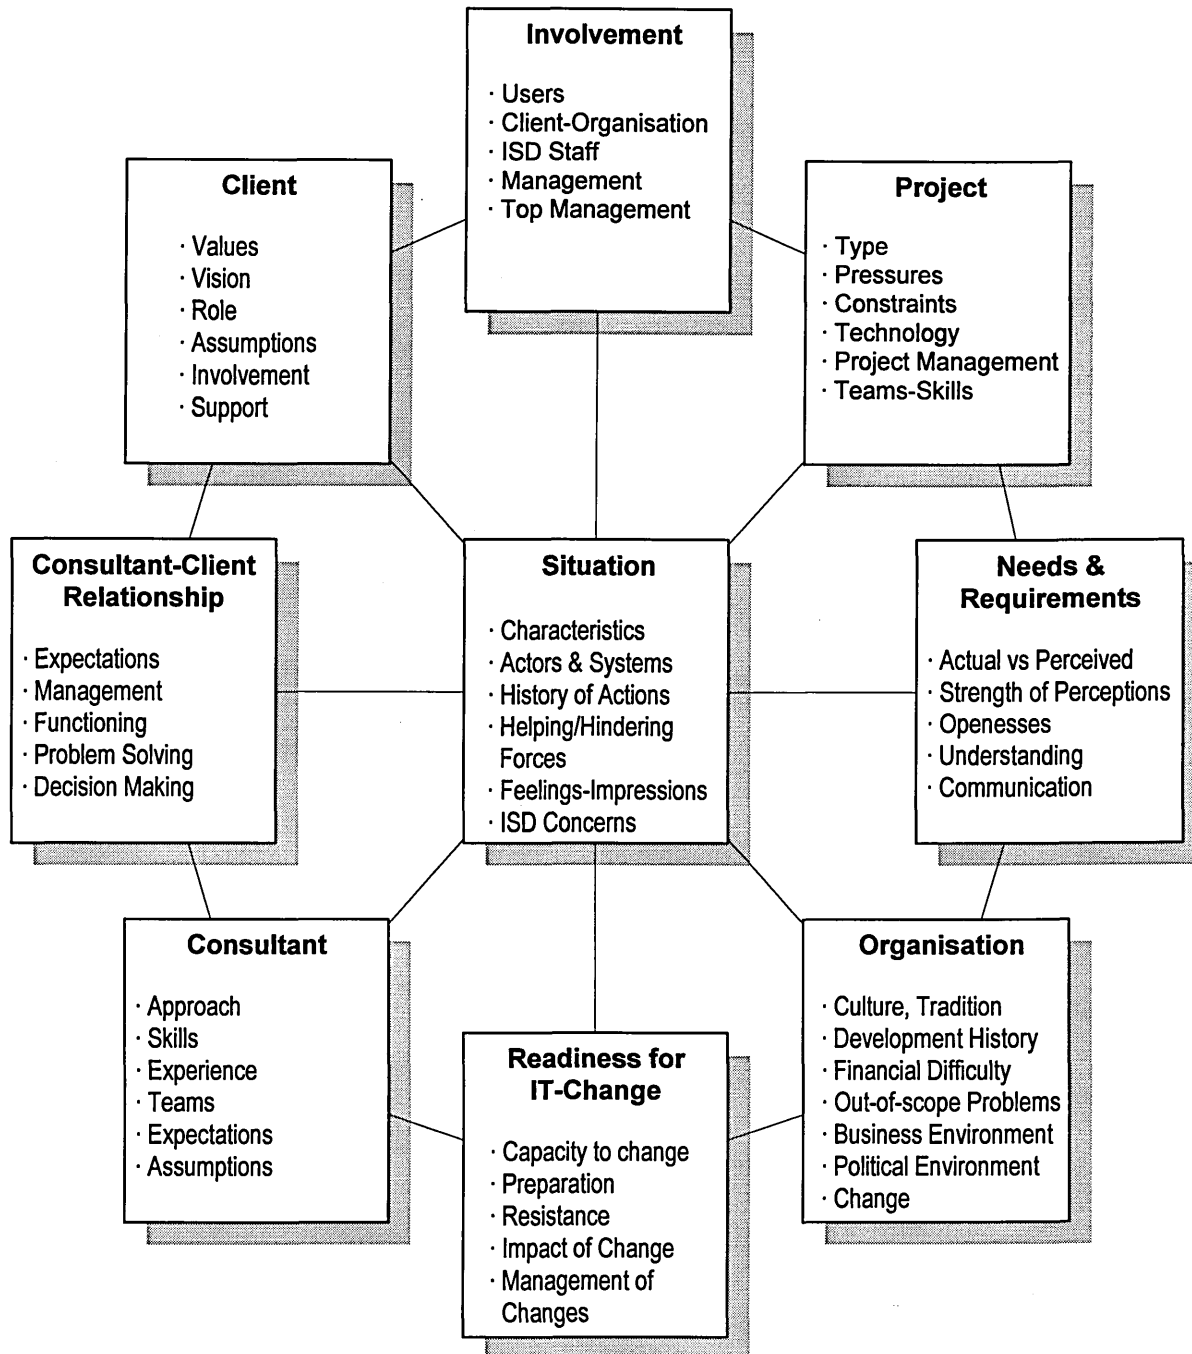 Involvement
· Users
· Client-Organisation
· ISD Staff
· Management
· Top Management
Client
· Values
· Vision
· Role
· Assumptions
· Involvement
· Support
Project
· Type
· Pressures
· Constraints
· Technology
· Project Management
· Teams-Skills
Consultant-Client
Relationship
· Expectations
· Management
· Functioning
· Problem Solving
· Decision Making
Situation
· Characteristics
· Actors & Systems
· History of Actions
· Helping/Hindering
Forces
· Feelings-Impressions
· ISD Concerns
Needs &
Requirements
· Actual vs Perceived
· Strength of Perceptions
· Openesses
· Understanding
· Communication
Consultant
· Approach
· Skills
· Experience
· Teams
· Expectations
· Assumptions
Readiness for
IT-Change
· Capacity to change
· Preparation
· Resistance
· Impact of Change
· Management of
Changes
Organisation
· Culture, Tradition
· Development History
· Financial Difficulty
· Out-of-scope Problems
· Business Environment
· Political Environment
· Change